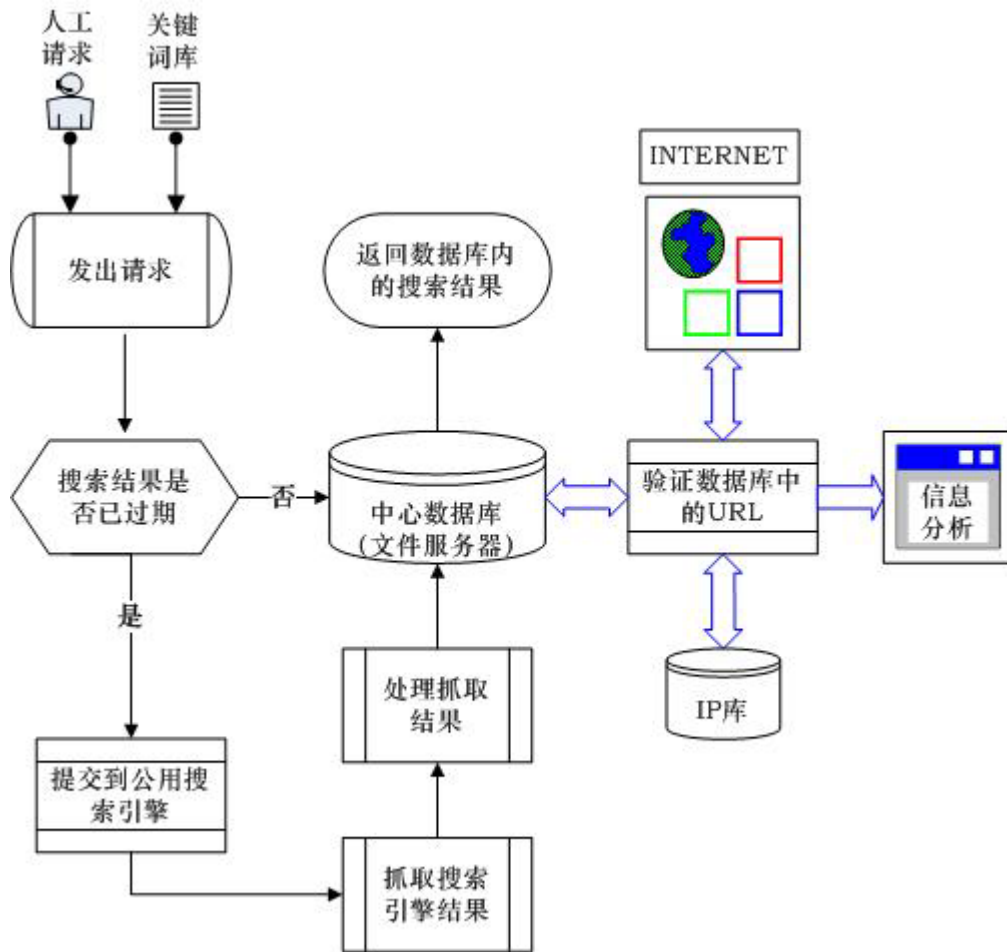 人工
请求
关键
词库
发出请求
返回数据库内
的搜索结果
INTERNET
搜索结果是
否已过期
否
中心数据库
(文件服务器)
验证数据库中
的URL
信息
分析
是
处理抓取
结果
IP库
提交到公用搜
索引擎
抓取搜索
引擎结果